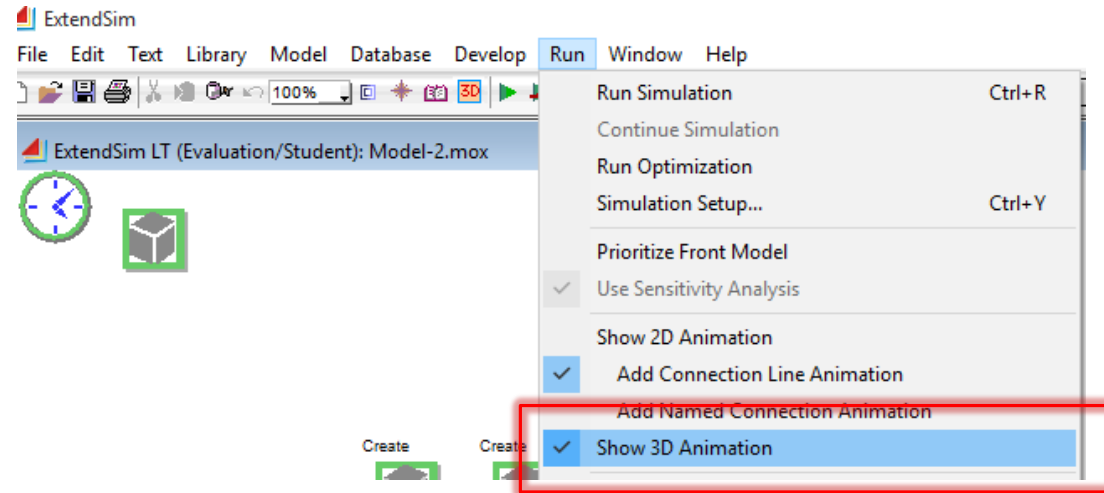 ExtendSim
File Edit Text Library Model Database Develop Run Window Help
100% 3D
ExtendSim LT (Evaluation/Student): Model-2.mox
Run Simulation Ctrl+R
Continue Simulation
Run Optimization
Simulation Setup... Ctrl+Y
Prioritize Front Model
Use Sensitivity Analysis
Show 2D Animation
Add Connection Line Animation
Add Named Connection Animation
Show 3D Animation
Create Create